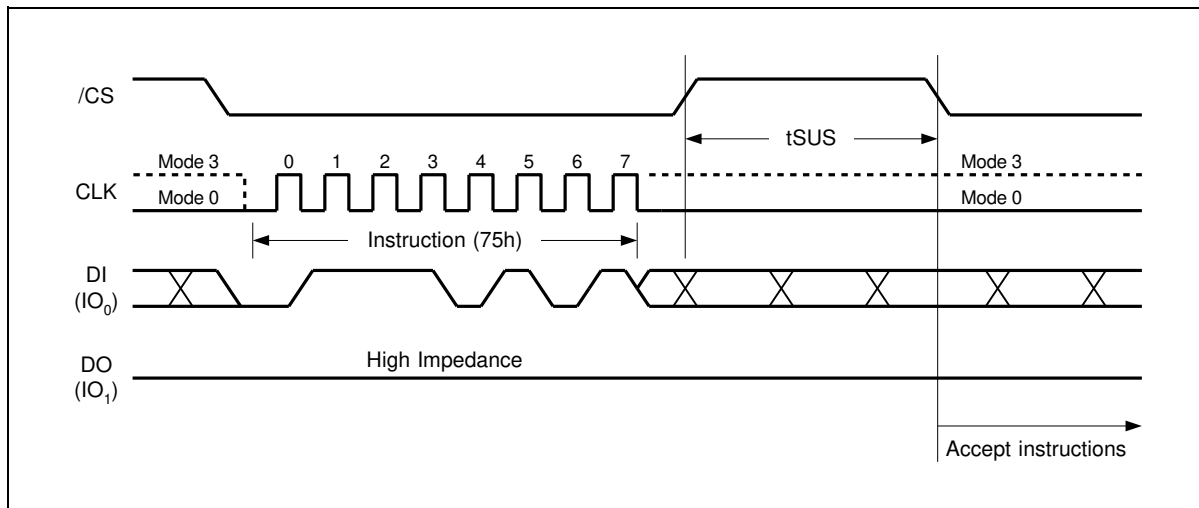 /CS
tSUS
Mode 3
0 1 2 3 4 5 6 7
Mode 3
CLK
Mode 0
Mode 0
Instruction (75h)
DI
(IO₀)
High Impedance
DO
(IO₁)
Accept instructions